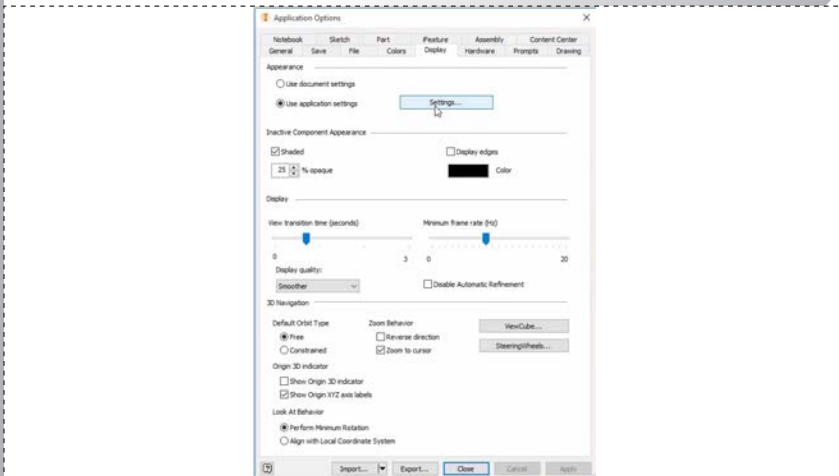 Application Options
Notebook Sketch Part iFeature Assembly Content Center
General Save File Colors Display Hardware Prompts Drawing
Appearance
Use document settings
Use application settings Settings...
Inactive Component Appearance
Shaded Display edges
25 % opaque Color
Display
View transition time (seconds) Minimum frame rate (Hz)
0 3 0 20
Display quality:
Smoother Disable Automatic Refinement
3D Navigation
Default Orbit Type Zoom Behavior ViewCube...
Free Reverse direction
Constrained Zoom to cursor SteeringWheels...
Origin 3D indicator
Show Origin 3D indicator
Show Origin XYZ axis labels
Look At Behavior
Perform Minimum Rotation
Align with Local Coordinate System
Import... Export... Close Cancel Apply